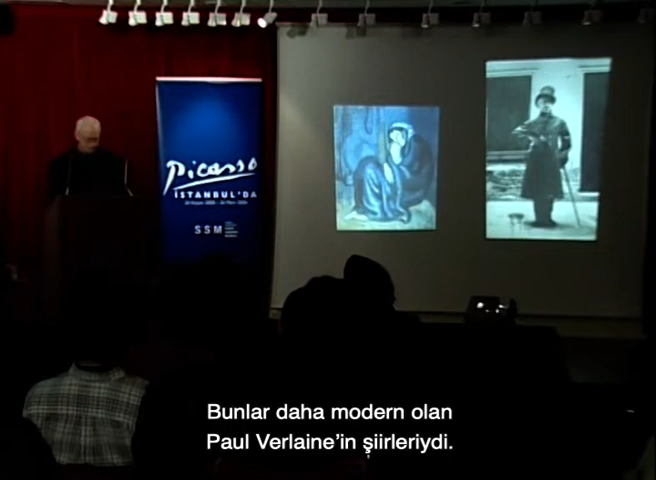 Picasso
İSTANBUL'DA
SSM
Bunlar daha modern olan
Paul Verlaine'in şiirleriydi.